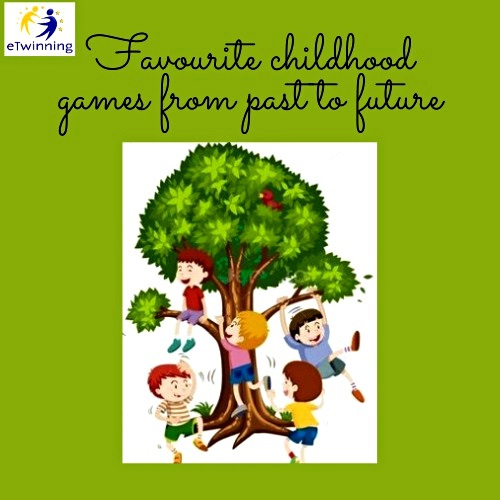 eTwinning
Favourite childhood
games from past to future